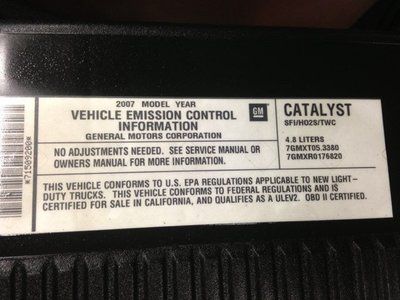 2007 MODEL YEAR
VEHICLE EMISSION CONTROL
INFORMATION
GENERAL MOTORS CORPORATION
GM
CATALYST
SFI/HO2S/TWC
NO ADJUSTMENTS NEEDED. SEE SERVICE MANUAL OR
OWNERS MANUAL FOR MORE INFORMATION.
4.8 LITERS
7GMXT05.3380
7GMXR0176820
THIS VEHICLE CONFORMS TO U.S. EPA REGULATIONS APPLICABLE TO NEW LIGHT-
DUTY TRUCKS. THIS VEHICLE CONFORMS TO FEDERAL REGULATIONS AND IS
CERTIFIED FOR SALE IN CALIFORNIA, AND QUALIFIES AS A ULEV2. OBD II CERTIFIED.